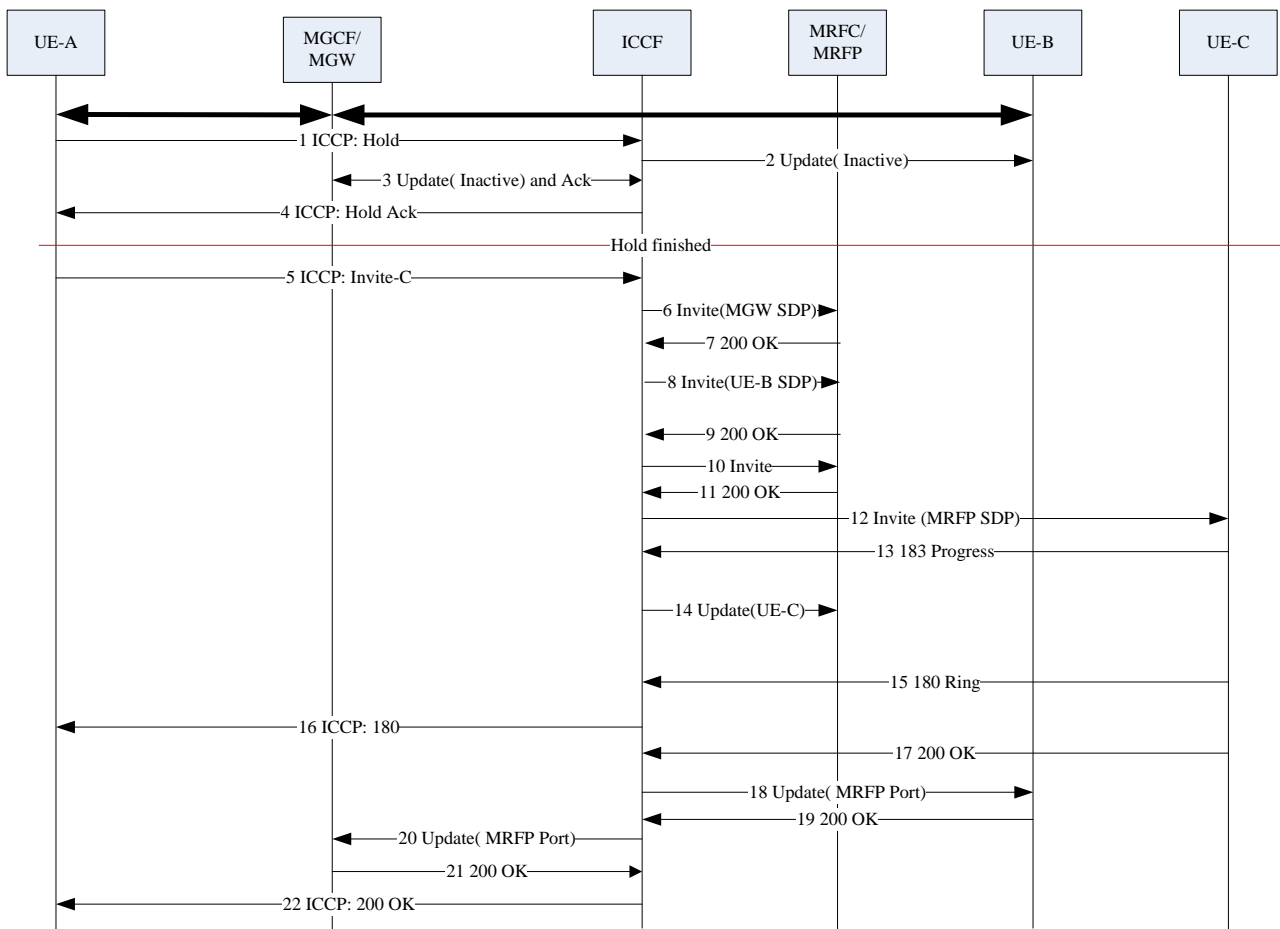 UE-A
MGCF/
MGW
ICCF
MRFC/
MRFP
UE-B
UE-C
1 ICCP: Hold
2 Update( Inactive)
3 Update( Inactive) and Ack
4 ICCP: Hold Ack
Hold finished
5 ICCP: Invite-C
6 Invite(MGW SDP)
7 200 OK
8 Invite(UE-B SDP)
9 200 OK
10 Invite
11 200 OK
12 Invite (MRFP SDP)
13 183 Progress
14 Update(UE-C)
15 180 Ring
16 ICCP: 180
17 200 OK
18 Update( MRFP Port)
19 200 OK
20 Update( MRFP Port)
21 200 OK
22 ICCP: 200 OK